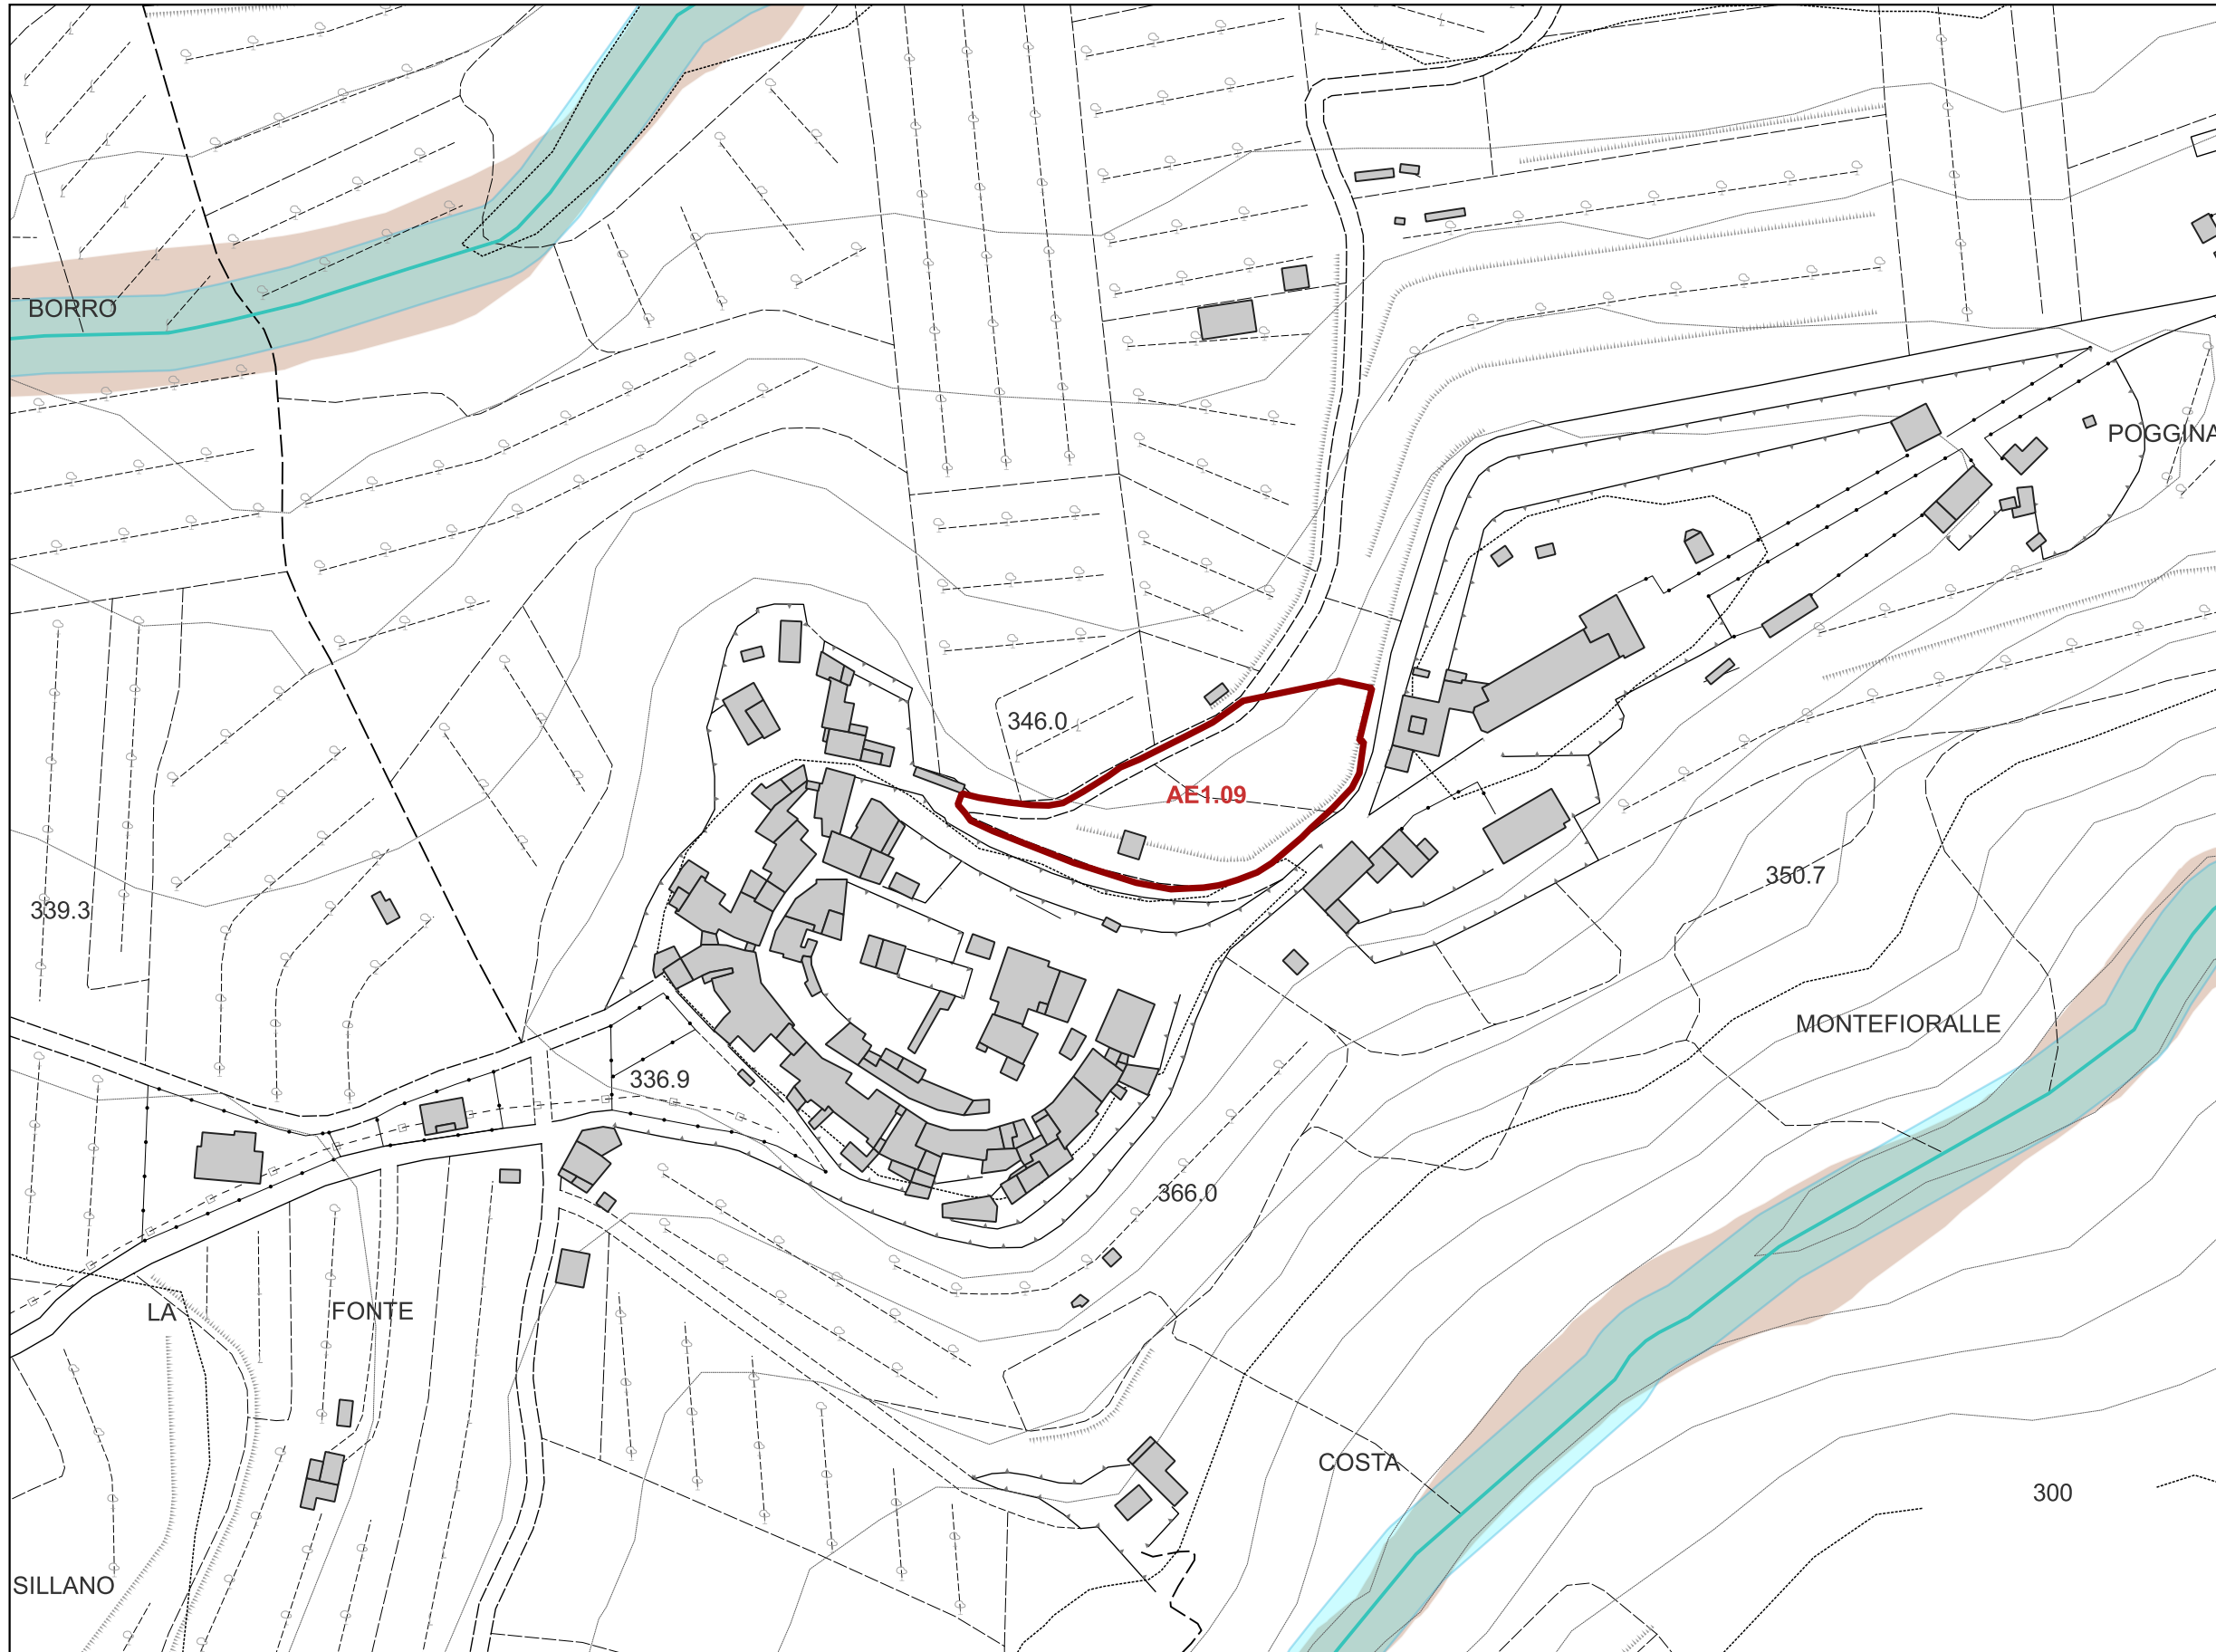 BORRO
POGGINA
346.0
AE1.09
350.7
339.3
MONTEFIORALLE
336.9
366.0
LA FONTE
COSTA
300
SILLANO